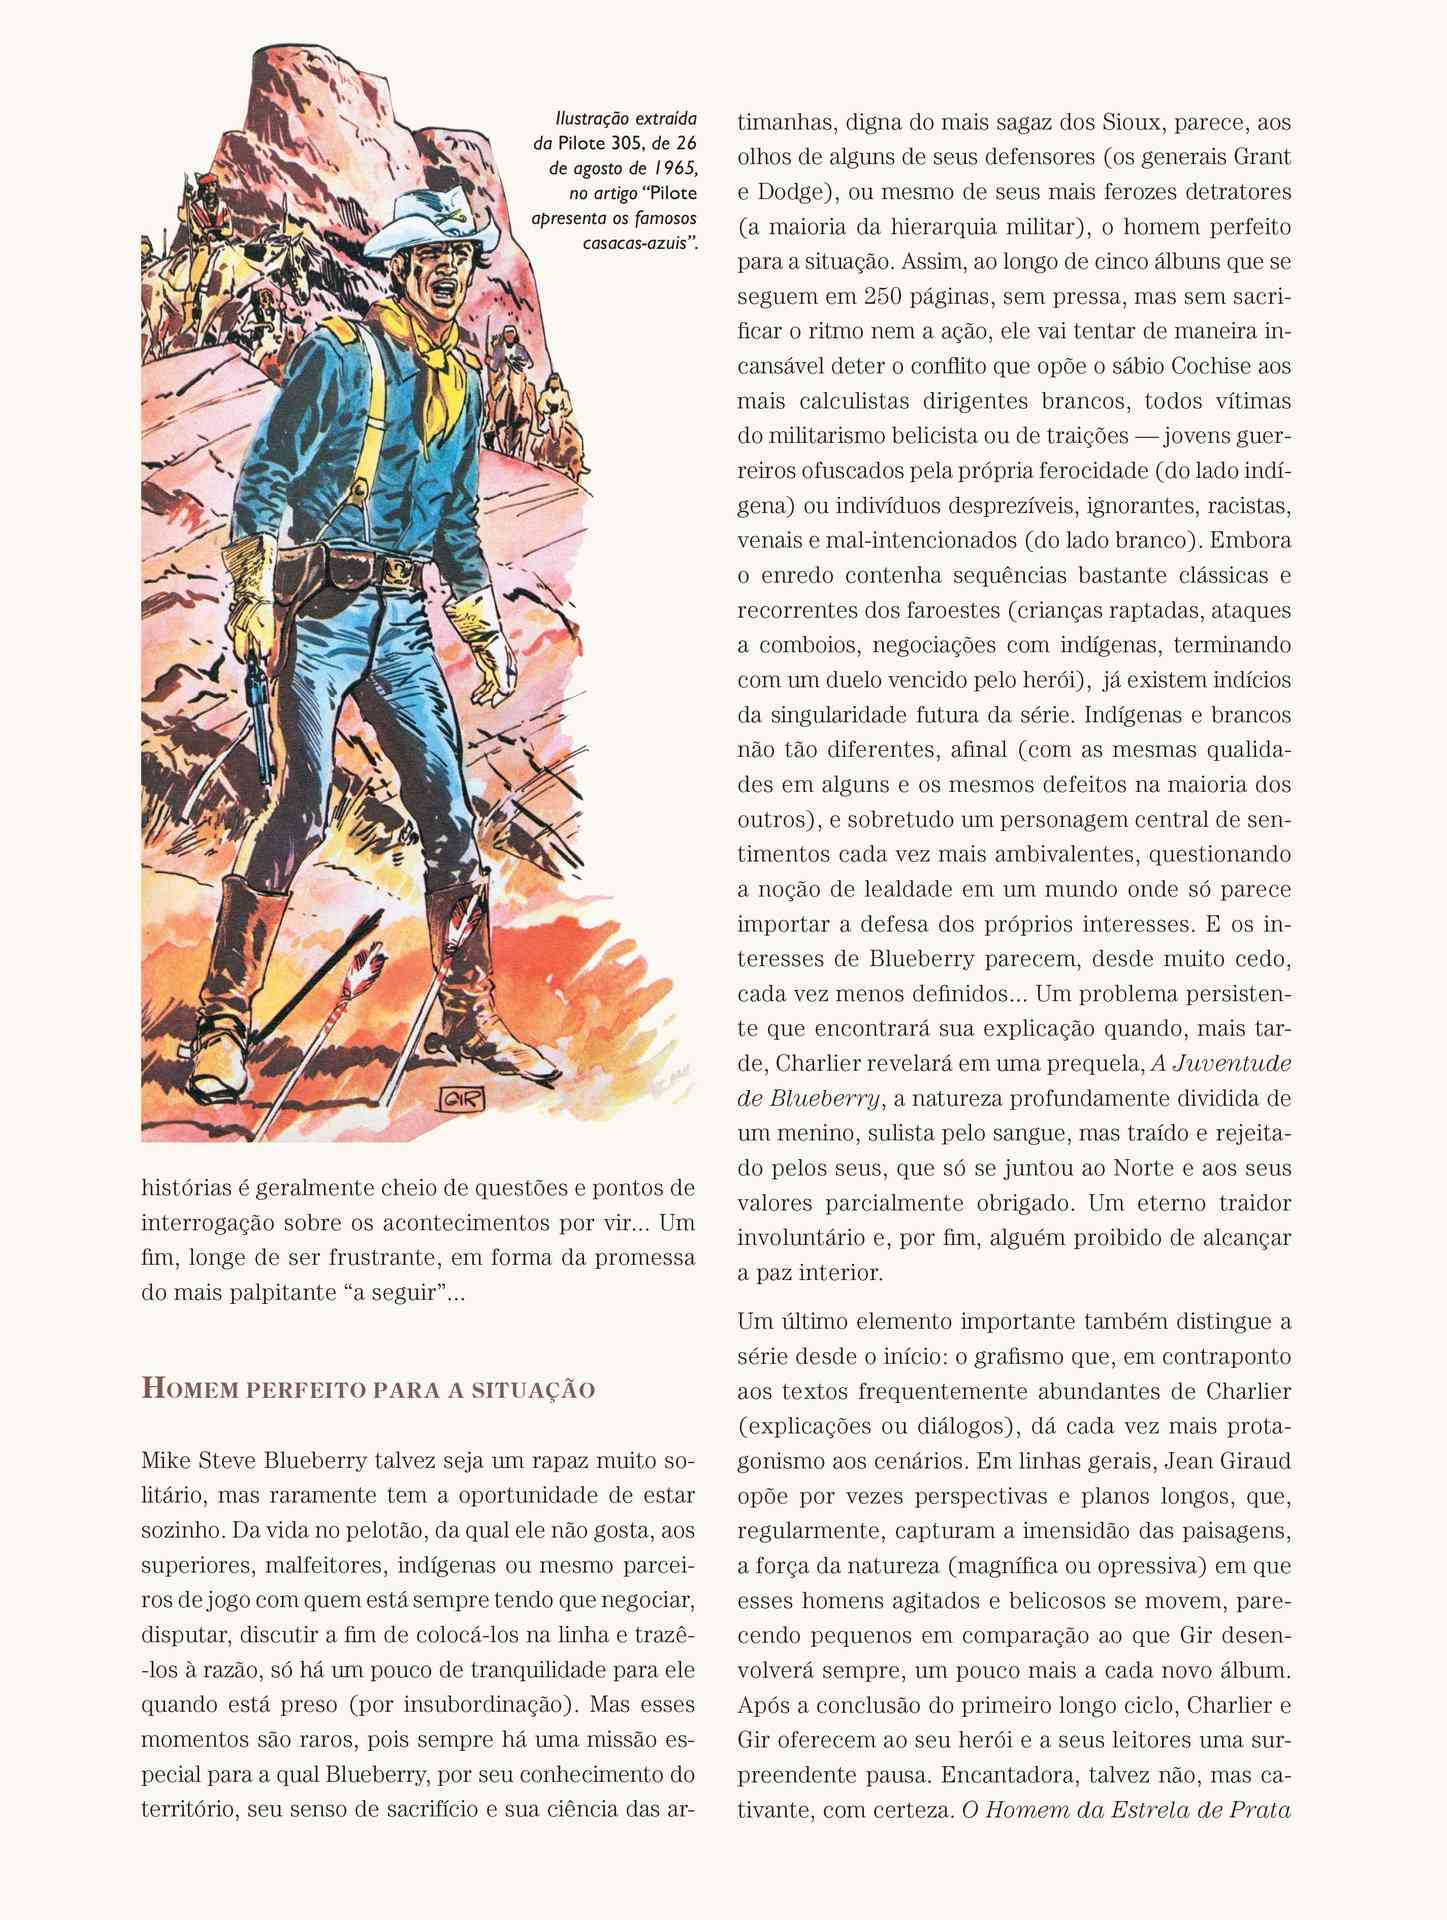 Ilustração extraída
da Pilote 305, de 26
de agosto de 1965,
no artigo “Pilote
apresenta os famosos
casacas-azuis”.
GIR
histórias é geralmente cheio de questões e pontos de
interrogação sobre os acontecimentos por vir... Um
fim, longe de ser frustrante, em forma da promessa
do mais palpitante “a seguir”...
HOMEM PERFEITO PARA A SITUAÇÃO
Mike Steve Blueberry talvez seja um rapaz muito so-
litário, mas raramente tem a oportunidade de estar
sozinho. Da vida no pelotão, da qual ele não gosta, aos
superiores, malfeitores, indígenas ou mesmo parcei-
ros de jogo com quem está sempre tendo que negociar,
disputar, discutir a fim de colocá-los na linha e trazê-
-los à razão, só há um pouco de tranquilidade para ele
quando está preso (por insubordinação). Mas esses
momentos são raros, pois sempre há uma missão es-
pecial para a qual Blueberry, por seu conhecimento do
território, seu senso de sacrifício e sua ciência das ar-
timanhas, digna do mais sagaz dos Sioux, parece, aos
olhos de alguns de seus defensores (os generais Grant
e Dodge), ou mesmo de seus mais ferozes detratores
(a maioria da hierarquia militar), o homem perfeito
para a situação. Assim, ao longo de cinco álbuns que se
seguem em 250 páginas, sem pressa, mas sem sacri-
ficar o ritmo nem a ação, ele vai tentar de maneira in-
cansável deter o conflito que opõe o sábio Cochise aos
mais calculistas dirigentes brancos, todos vítimas
do militarismo belicista ou de traições — jovens guer-
reiros ofuscados pela própria ferocidade (do lado indí-
gena) ou indivíduos desprezíveis, ignorantes, racistas,
venais e mal-intencionados (do lado branco). Embora
o enredo contenha sequências bastante clássicas e
recorrentes dos faroestes (crianças raptadas, ataques
a comboios, negociações com indígenas, terminando
com um duelo vencido pelo herói), já existem indícios
da singularidade futura da série. Indígenas e brancos
não tão diferentes, afinal (com as mesmas qualida-
des em alguns e os mesmos defeitos na maioria dos
outros), e sobretudo um personagem central de sen-
timentos cada vez mais ambivalentes, questionando
a noção de lealdade em um mundo onde só parece
importar a defesa dos próprios interesses. E os in-
teresses de Blueberry parecem, desde muito cedo,
cada vez menos definidos... Um problema persisten-
te que encontrará sua explicação quando, mais tar-
de, Charlier revelará em uma prequela, A Juventude
de Blueberry, a natureza profundamente dividida de
um menino, sulista pelo sangue, mas traído e rejeita-
do pelos seus, que só se juntou ao Norte e aos seus
valores parcialmente obrigado. Um eterno traidor
involuntário e, por fim, alguém proibido de alcançar
a paz interior.
Um último elemento importante também distingue a
série desde o início: o grafismo que, em contraponto
aos textos frequentemente abundantes de Charlier
(explicações ou diálogos), dá cada vez mais prota-
gonismo aos cenários. Em linhas gerais, Jean Giraud
opõe por vezes perspectivas e planos longos, que,
regularmente, capturam a imensidão das paisagens,
a força da natureza (magnífica ou opressiva) em que
esses homens agitados e belicosos se movem, pare-
cendo pequenos em comparação ao que Gir desen-
volverá sempre, um pouco mais a cada novo álbum.
Após a conclusão do primeiro longo ciclo, Charlier e
Gir oferecem ao seu herói e a seus leitores uma sur-
preendente pausa. Encantadora, talvez não, mas ca-
tivante, com certeza. O Homem da Estrela de Prata